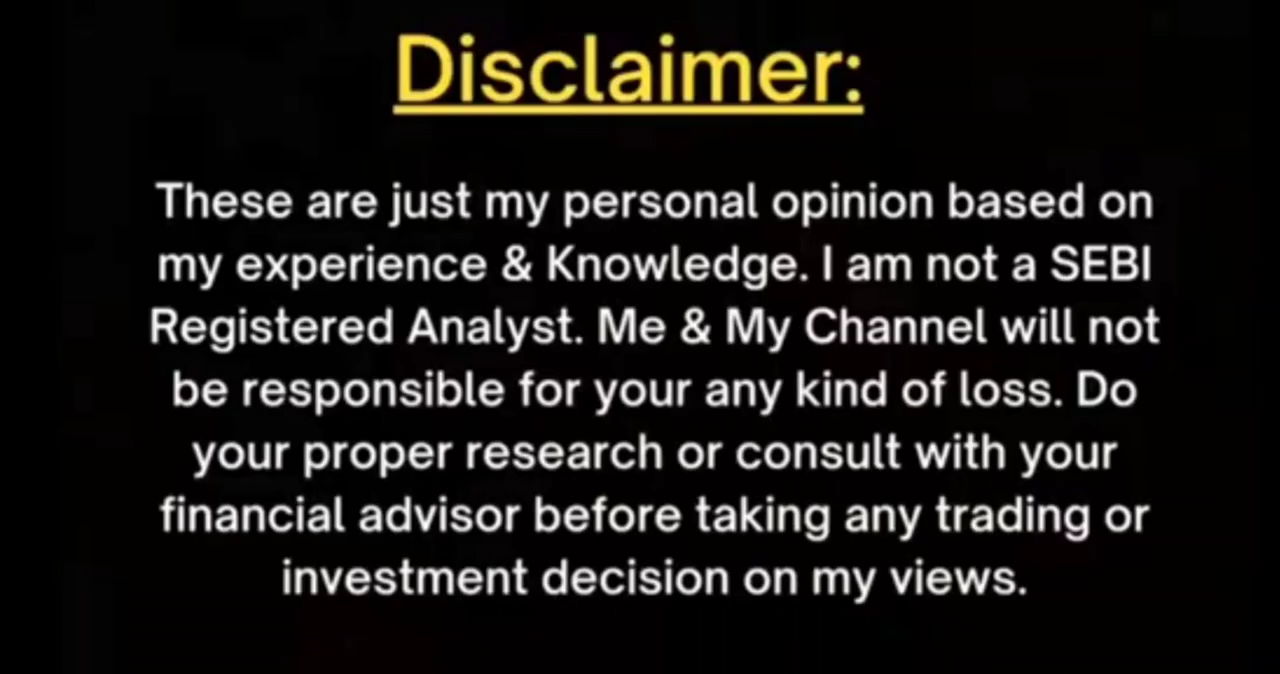 Disclaimer:
These are just my personal opinion based on
my experience & Knowledge. I am not a SEBI
Registered Analyst. Me & My Channel will not
be responsible for your any kind of loss. Do
your proper research or consult with your
financial advisor before taking any trading or
investment decision on my views.